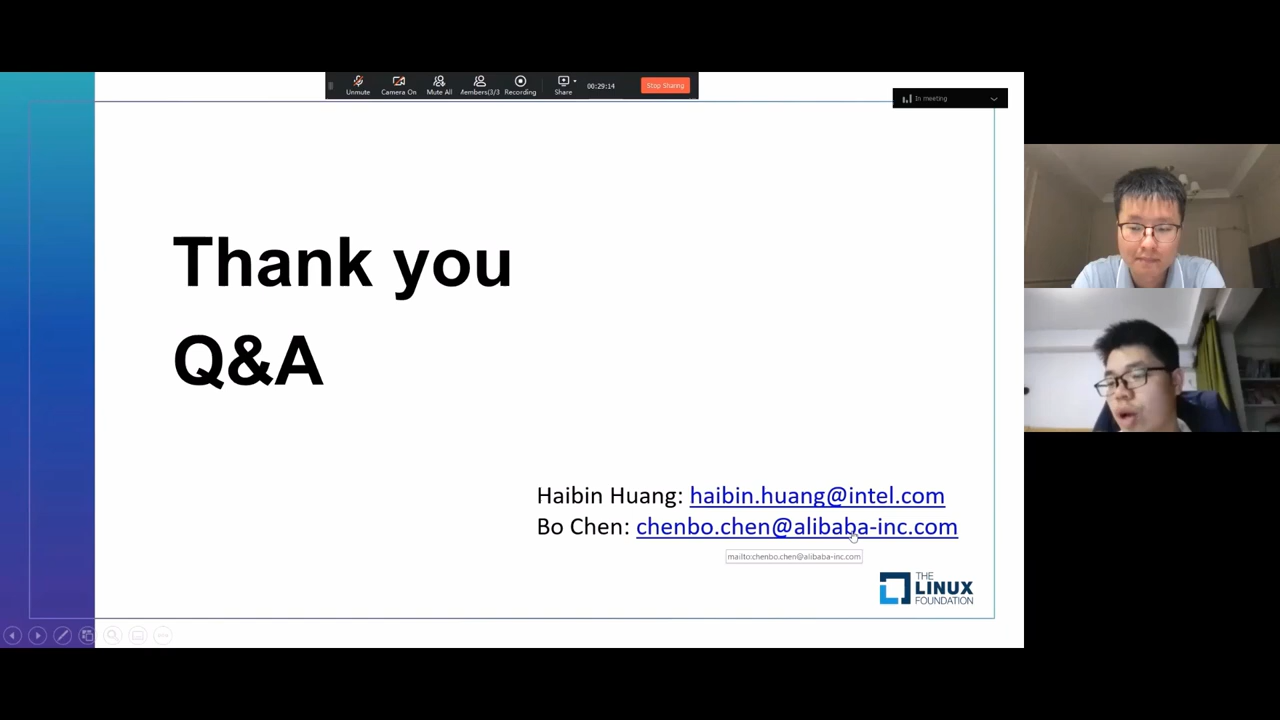 Unmute
Camera On
Mute All
Members(3/3
Recording
Share
00:29:14
Stop Sharing
In meeting
Thank you
Q&A
Haibin Huang: haibin.huang@intel.com
Bo Chen: chenbo.chen@alibaba-inc.com
mailto:chenbo.chen@alibaba-inc.com
THE
LINUX
FOUNDATION